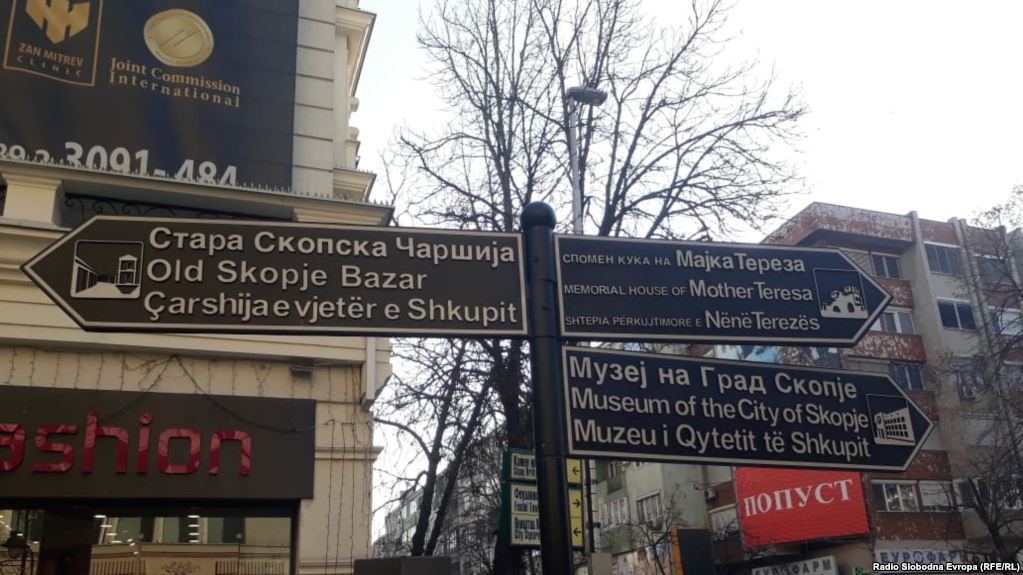 ZAN MITREV
CLINIC
Joint Commission
International
3091-484
Стара Скопска Чаршија
Old Skopje Bazar
Çarshija e vjetër e Shkupit
СПОМЕН КУКА НА Мајка Тереза
MEMORIAL HOUSE OF Mother Teresa
SHTEPIA PERKUJTIMORE E Nënë Terezës
Музеј на Град Скопје
Museum of the City of Skopje
Muzeu i Qytetit të Shkupit
ashion
ПОПУСТ
ЕУРОФАРМ
Radio Slobodna Evropa (RFE/RL)